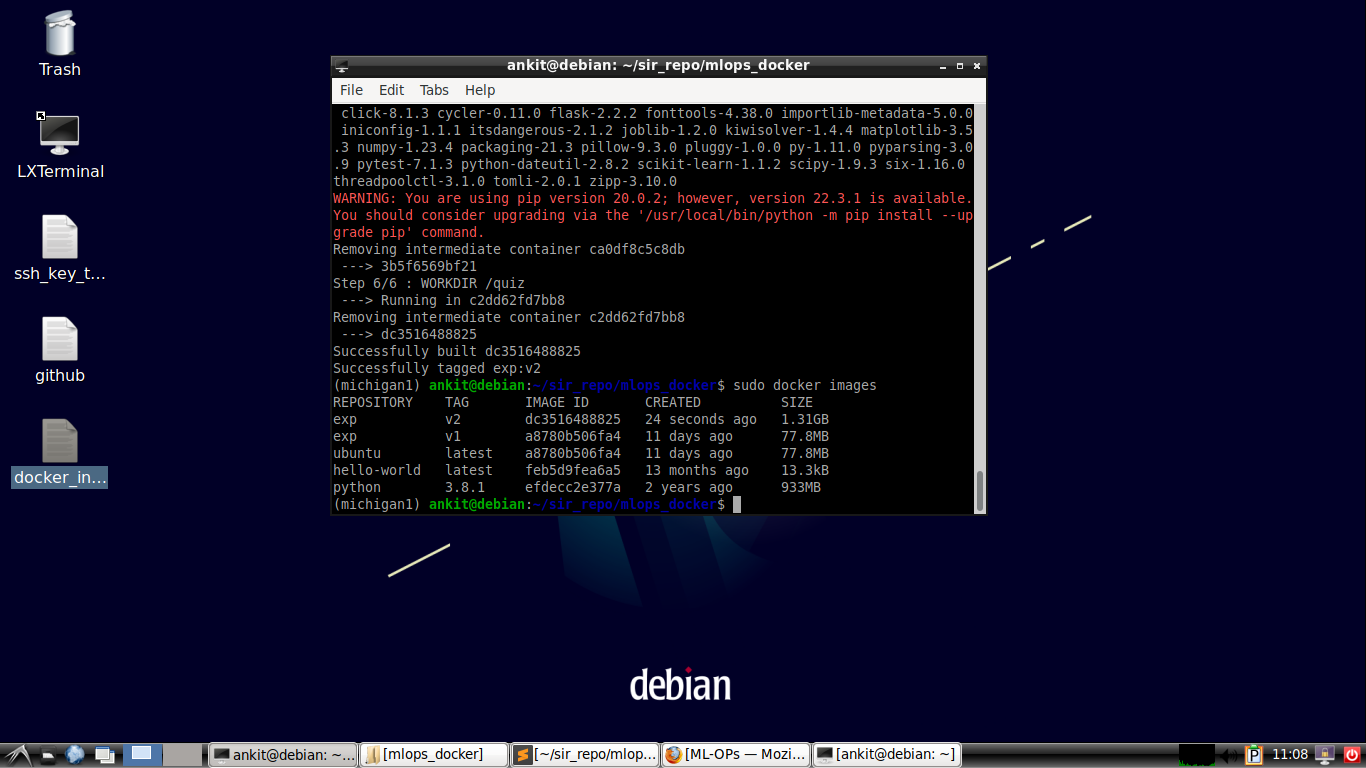 Trash
LXTerminal
ssh_key_t...
github
docker_in...
ankit@debian: ~/sir_repo/mlops_docker
File Edit Tabs Help
click-8.1.3 cycler-0.11.0 flask-2.2.2 fonttools-4.38.0 importlib-metadata-5.0.0
iniconfig-1.1.1 itsdangerous-2.1.2 joblib-1.2.0 kiwisolver-1.4.4 matplotlib-3.5
.3 numpy-1.23.4 packaging-21.3 pillow-9.3.0 pluggy-1.0.0 py-1.11.0 pyparsing-3.0
.9 pytest-7.1.3 python-dateutil-2.8.2 scikit-learn-1.1.2 scipy-1.9.3 six-1.16.0
threadpoolctl-3.1.0 tomli-2.0.1 zipp-3.10.0
WARNING: You are using pip version 20.0.2; however, version 22.3.1 is available.
You should consider upgrading via the '/usr/local/bin/python -m pip install --up
grade pip' command.
Removing intermediate container ca0df8c5c8db
---> 3b5f6569bf21
Step 6/6 : WORKDIR /quiz
---> Running in c2dd62fd7bb8
Removing intermediate container c2dd62fd7bb8
---> dc3516488825
Successfully built dc3516488825
Successfully tagged exp:v2
(michigan1) ankit@debian:~/sir_repo/mlops_docker$ sudo docker images
REPOSITORY TAG IMAGE ID CREATED SIZE
exp v2 dc3516488825 24 seconds ago 1.31GB
exp v1 a8780b506fa4 11 days ago 77.8MB
ubuntu latest a8780b506fa4 11 days ago 77.8MB
hello-world latest feb5d9fea6a5 13 months ago 13.3kB
python 3.8.1 efdecc2e377a 2 years ago 933MB
(michigan1) ankit@debian:~/sir_repo/mlops_docker$
debian
ankit@debian: ~... [mlops_docker] [~/sir_repo/mlop... [ML-OPs — Mozi... [ankit@debian: ~] 11:08